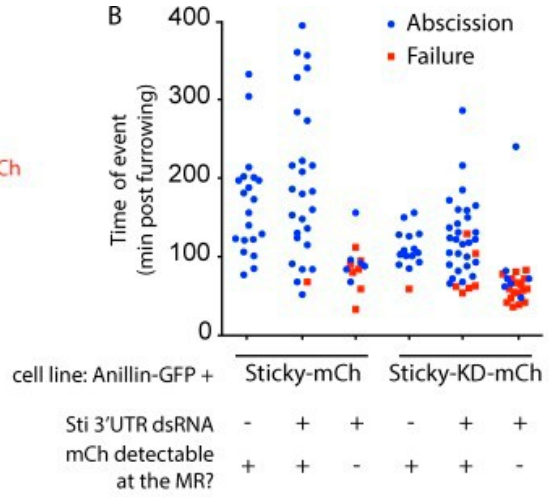 B
400
300
200
100
0
Time of event
(min post furrowing)
Abscission
Failure
Ch
cell line: Anillin-GFP + Sticky-mCh Sticky-KD-mCh
Sti 3'UTR dsRNA - + + - + +
mCh detectable
at the MR? + + - + + -